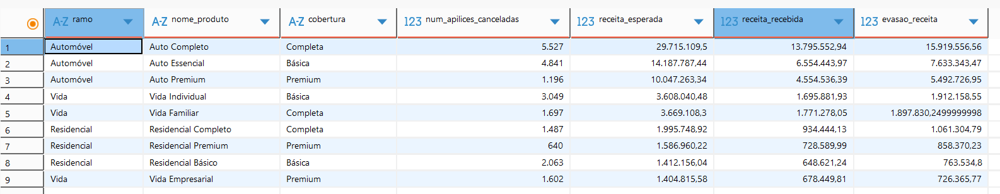 A-Z ramo A-Z nome_produto A-Z cobertura 123 num_apilices_canceladas 123 receita_esperada 123 receita_recebida 123 evasao_receita
1 Automóvel Auto Completo Completa 5.527 29.715.109,5 13.795.552,94 15.919.556,56
2 Automóvel Auto Essencial Básica 4.841 14.187.787,44 6.554.443,97 7.633.343,47
3 Automóvel Auto Premium Premium 1.196 10.047.263,34 4.554.536,39 5.492.726,95
4 Vida Vida Individual Básica 3.049 3.608.040,48 1.695.881,93 1.912.158,55
5 Vida Vida Familiar Completa 1.697 3.669.108,3 1.771.278,05 1.897.830,2499999998
6 Residencial Residencial Completo Completa 1.487 1.995.748,92 934.444,13 1.061.304,79
7 Residencial Residencial Premium Premium 640 1.586.960,22 728.589,99 858.370,23
8 Residencial Residencial Básico Básica 2.063 1.412.156,04 648.621,24 763.534,8
9 Vida Vida Empresarial Premium 1.602 1.404.815,58 678.449,81 726.365,77